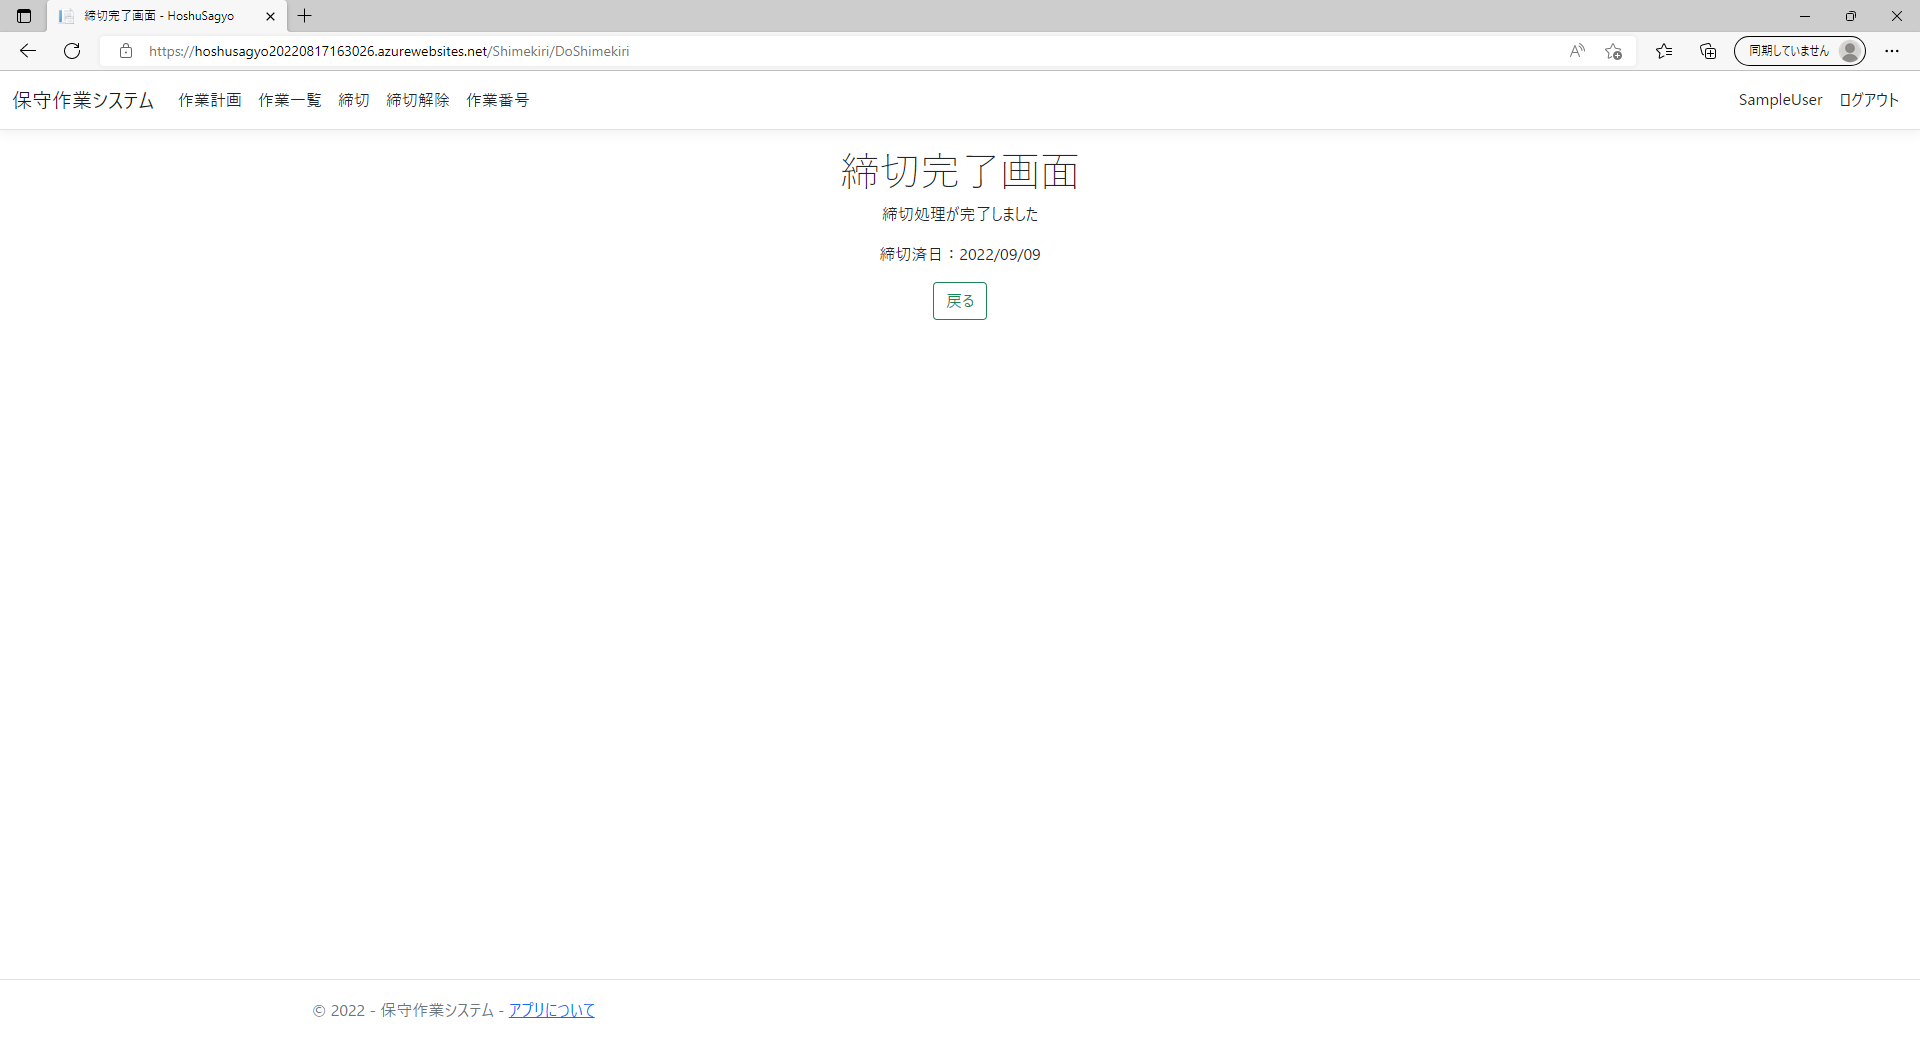 締切完了画面 - HoshuSagyo
https://hoshusagyo20220817163026.azurewebsites.net/Shimekiri/DoShimekiri
同期していません
保守作業システム 作業計画 作業一覧 締切 締切解除 作業番号 SampleUser ログアウト
締切完了画面
締切処理が完了しました
締切済日：2022/09/09
戻る
© 2022 - 保守作業システム - アプリについて